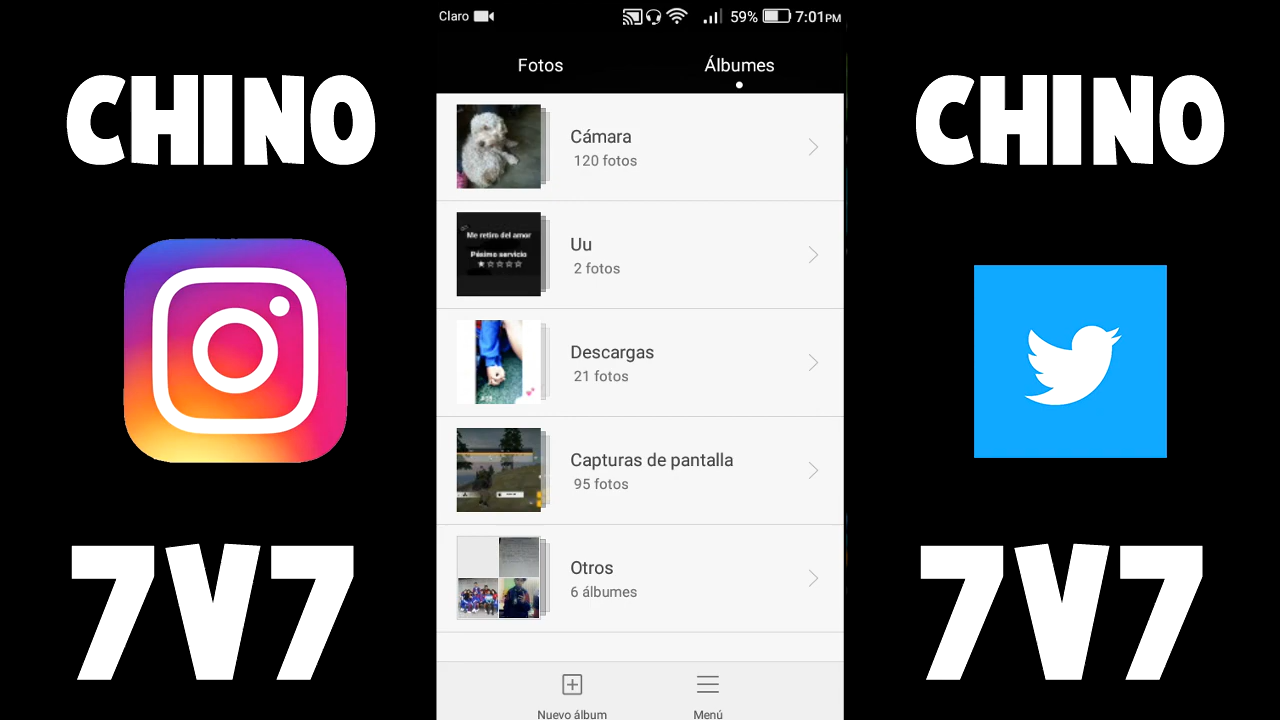 Claro
59%
7:01PM
Fotos
Álbumes
CHINO
CHINO
Cámara
120 fotos
Me retiro del amor
Pésimo servicio
Uu
2 fotos
Descargas
21 fotos
Capturas de pantalla
95 fotos
Otros
6 álbumes
7V7
7V7
Nuevo álbum
Menú